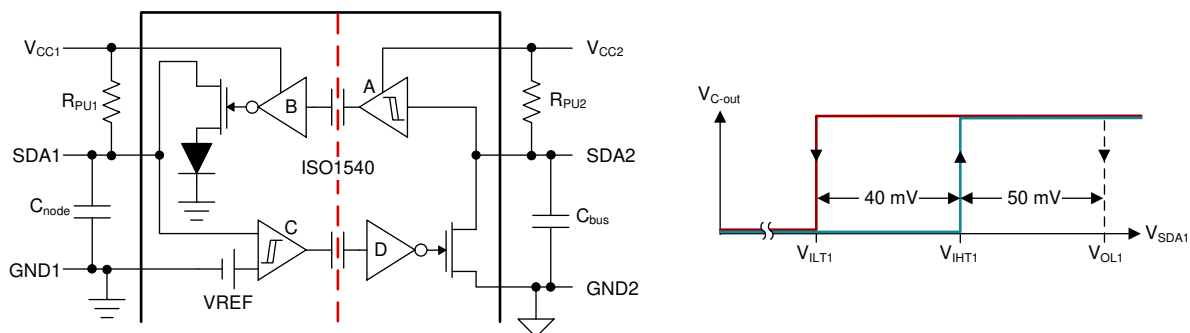 VCC1
VCC2
A
B
RPU1
RPU2
SDA1
SDA2
ISO1540
Cnode
Cbus
C
D
GND1
GND2
VREF
VC-out
40 mV
50 mV
VSDA1
VILT1
VIHT1
VOL1